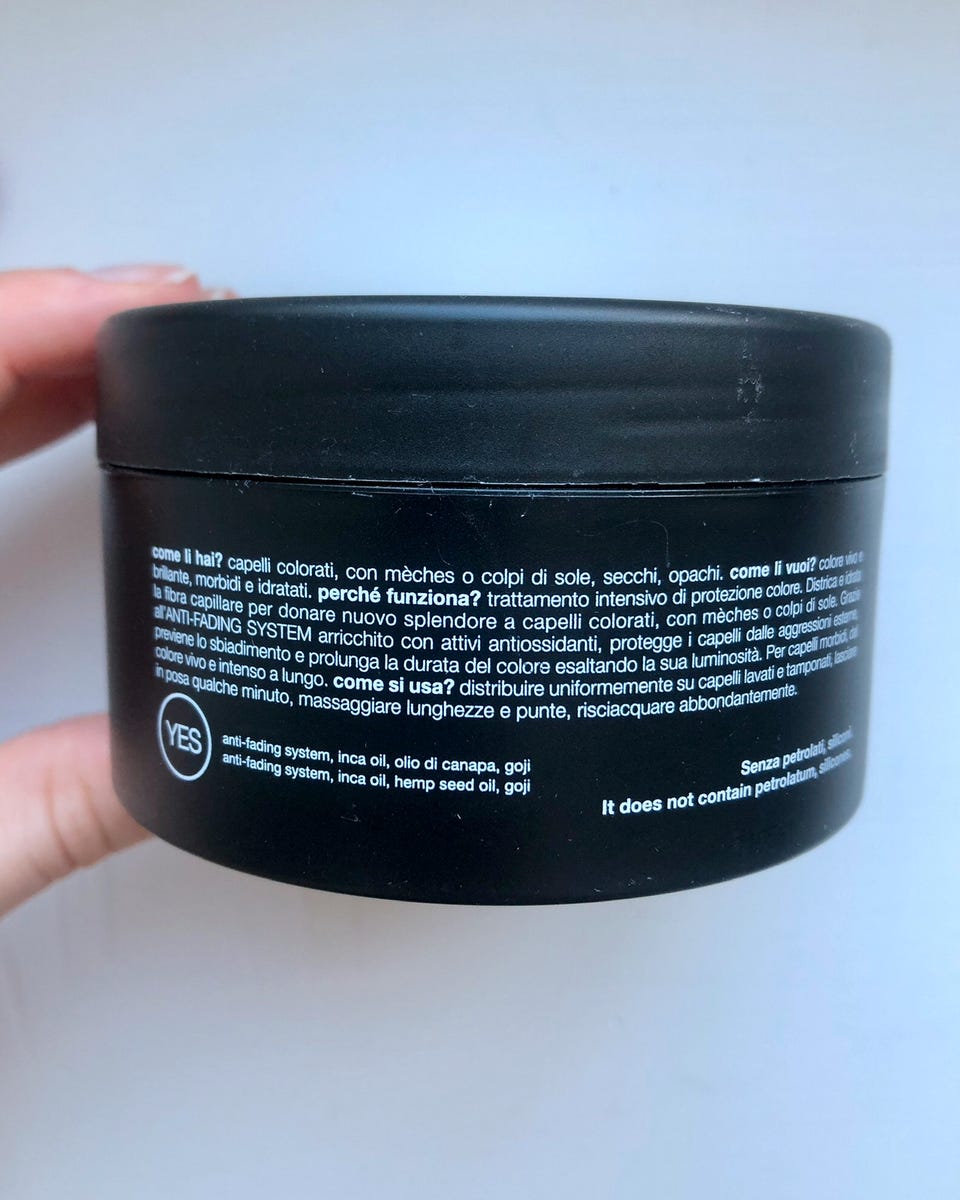 come li hai? capelli colorati, con mèches o colpi di sole, secchi, opachi. come li vuoi? colore vivo e
brillante, morbidi e idratati. perché funziona? trattamento intensivo di protezione colore. Districa e idrata
la fibra capillare per donare nuovo splendore a capelli colorati, con mèches o colpi di sole. Grazie
all'ANTI-FADING SYSTEM arricchito con attivi antiossidanti, protegge i capelli dalle aggressioni esterne,
previene lo sbiadimento e prolunga la durata del colore esaltando la sua luminosità. Per capelli morbidi, dal
colore vivo e intenso a lungo. come si usa? distribuire uniformemente su capelli lavati e tamponati, lasciare
in posa qualche minuto, massaggiare lunghezze e punte, risciacquare abbondantemente.
YES
anti-fading system, inca oil, olio di canapa, goji
anti-fading system, inca oil, hemp seed oil, goji
Senza petrolati, siliconi.
It does not contain petrolatum, silicones.